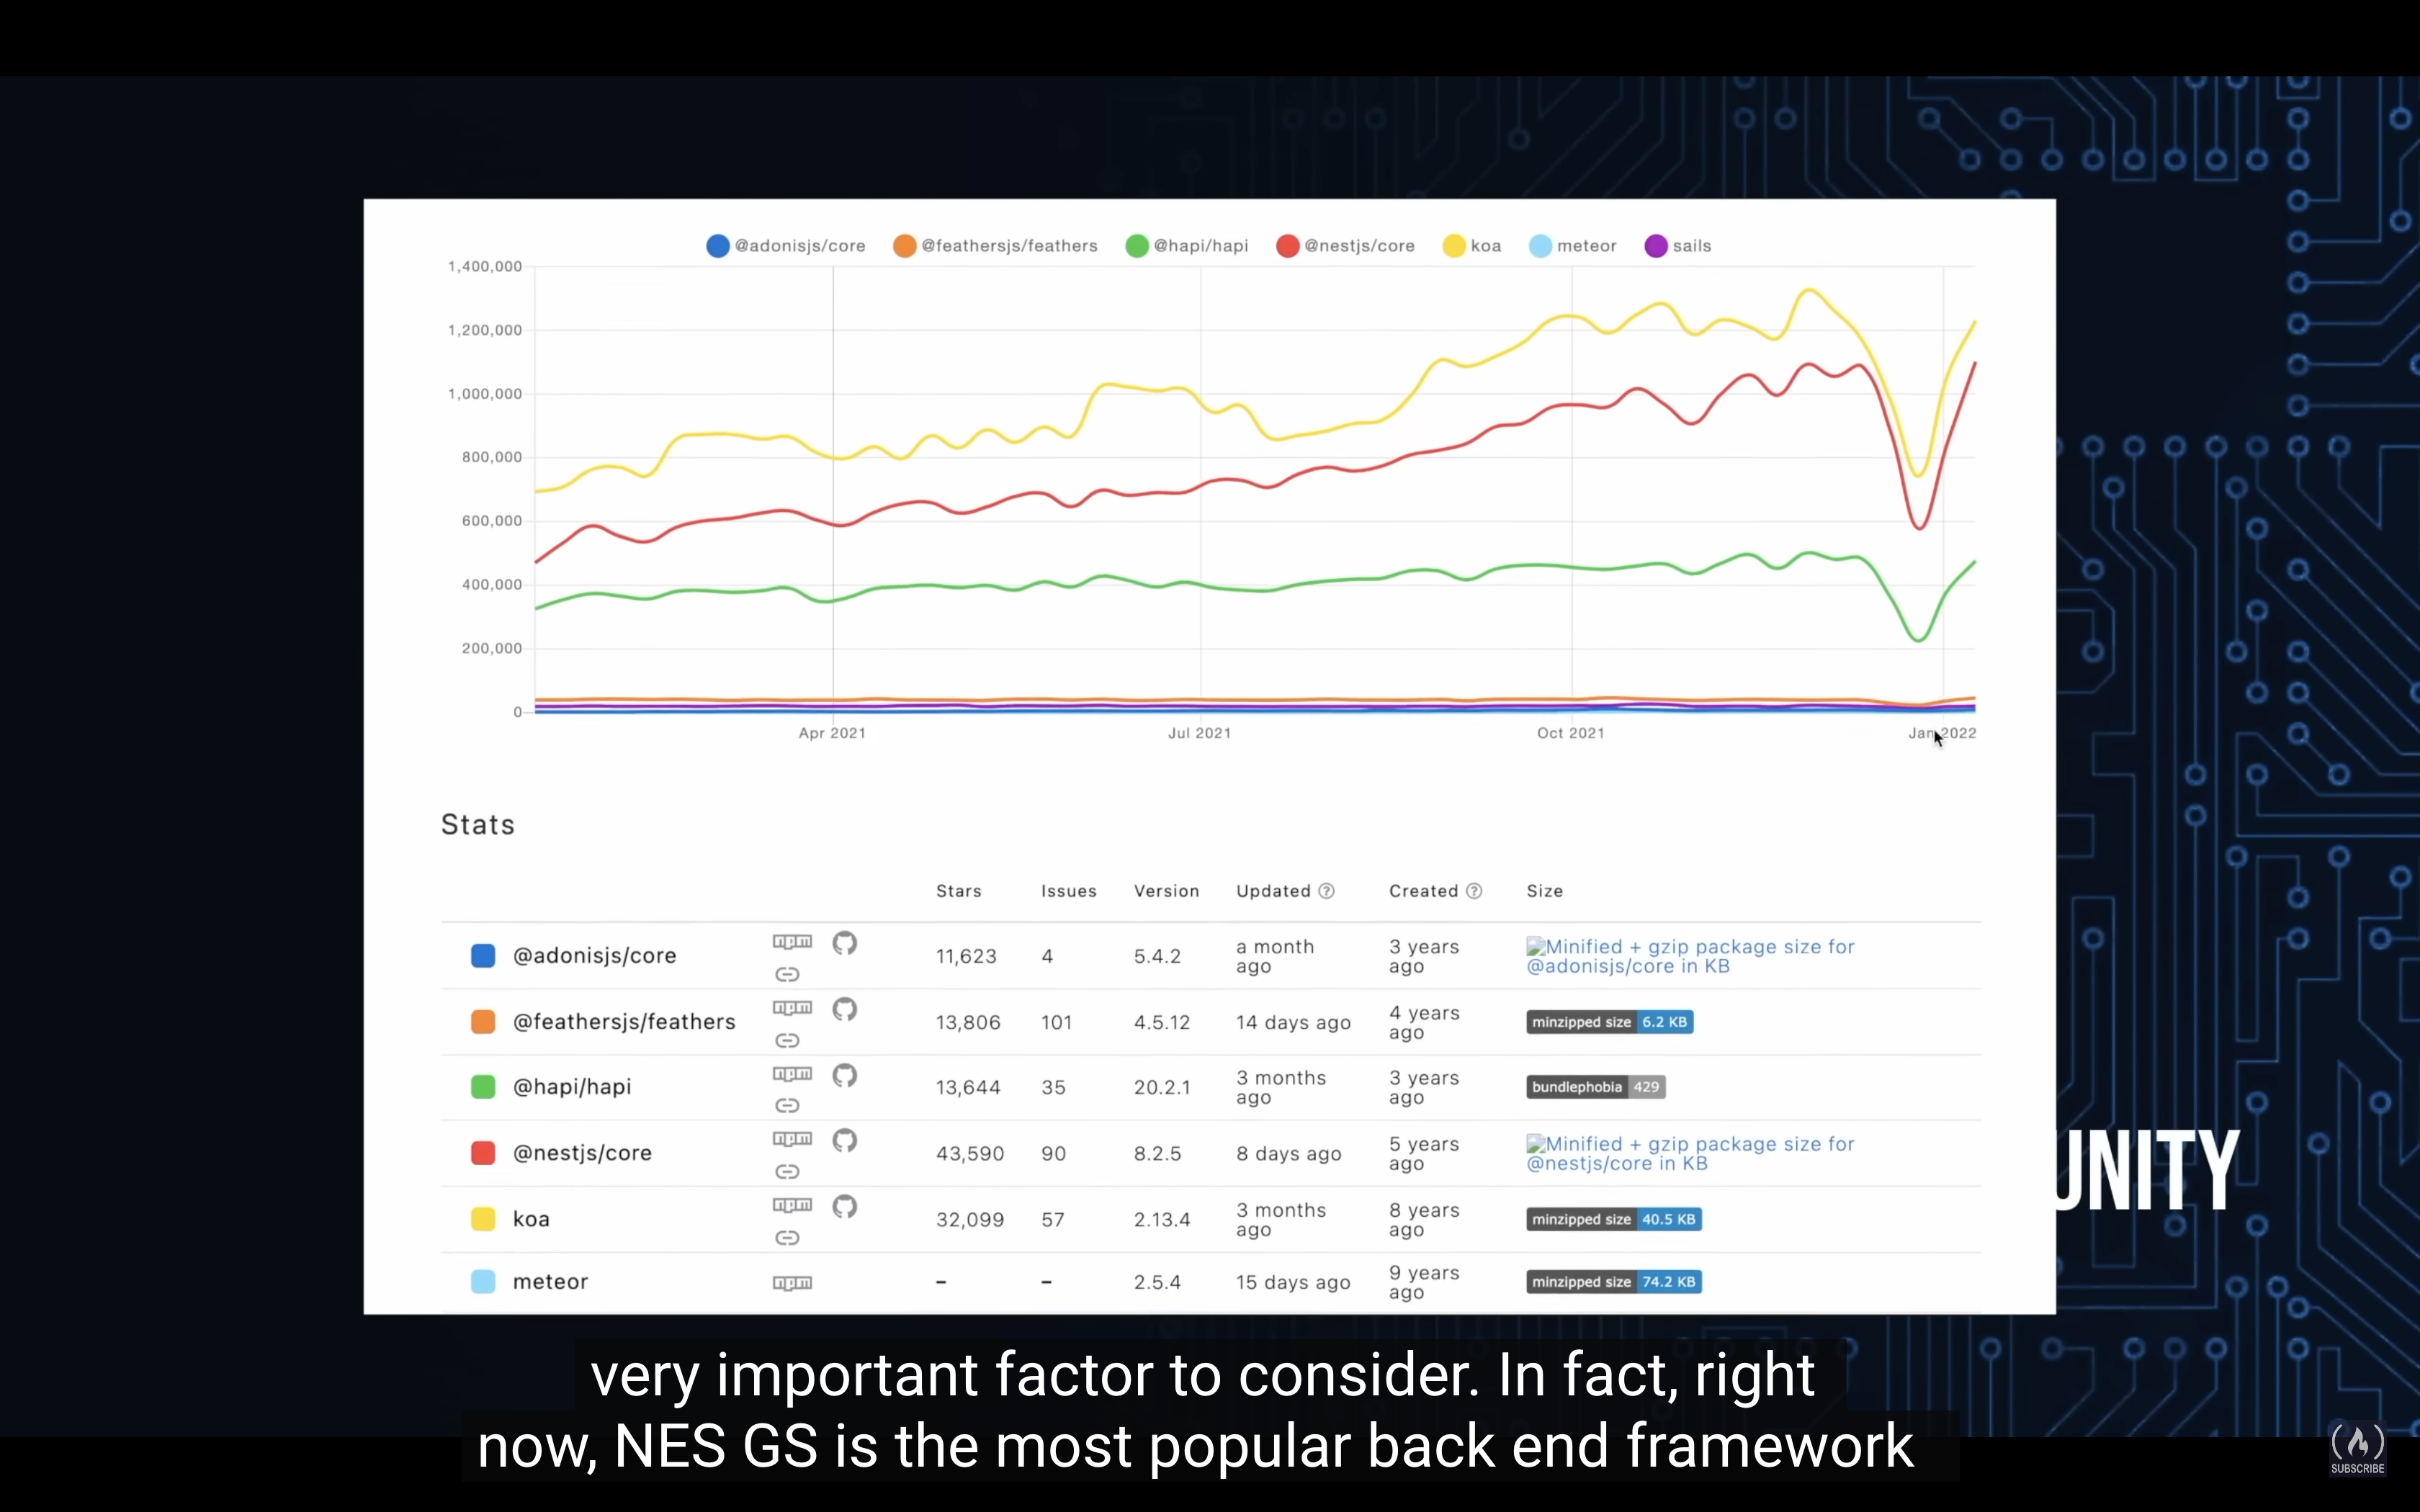 @adonisjs/core @feathersjs/feathers @hapi/hapi @nestjs/core koa meteor sails
1,400,000
1,200,000
1,000,000
800,000
600,000
400,000
200,000
0
Apr 2021 Jul 2021 Oct 2021 Jan 2022
Stats
Stars Issues Version Updated ? Created ? Size
@adonisjs/core npm 11,623 4 5.4.2 a month ago 3 years ago Minified + gzip package size for @adonisjs/core in KB
@feathersjs/feathers npm 13,806 101 4.5.12 14 days ago 4 years ago minzipped size 6.2 KB
@hapi/hapi npm 13,644 35 20.2.1 3 months ago 3 years ago bundlephobia 429
@nestjs/core npm 43,590 90 8.2.5 8 days ago 5 years ago Minified + gzip package size for @nestjs/core in KB
koa npm 32,099 57 2.13.4 3 months ago 8 years ago minzipped size 40.5 KB
meteor npm – – 2.5.4 15 days ago 9 years ago minzipped size 74.2 KB
UNITY
very important factor to consider. In fact, right
now, NES GS is the most popular back end framework
SUBSCRIBE